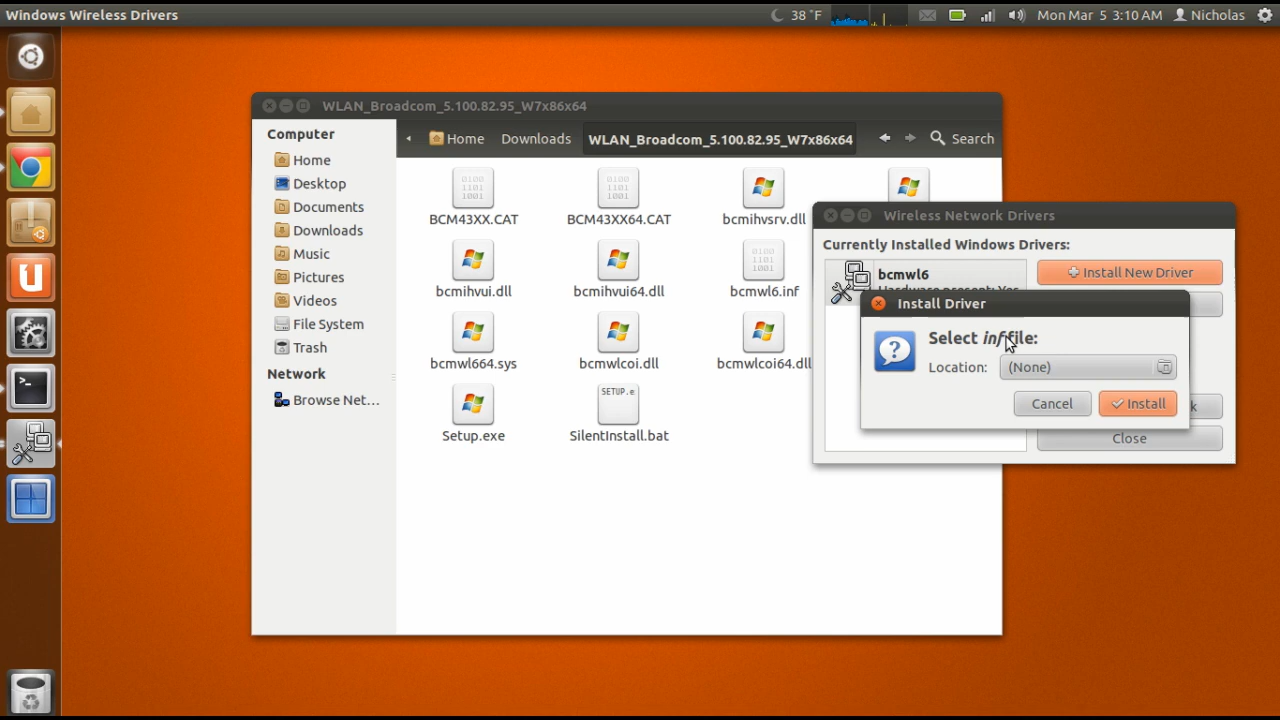 Windows Wireless Drivers
38 °F
Mon Mar 5 3:10 AM
Nicholas
WLAN_Broadcom_5.100.82.95_W7x86x64
Computer
Home
Desktop
Documents
Downloads
Music
Pictures
Videos
File System
Trash
Network
Browse Net...
Home
Downloads
WLAN_Broadcom_5.100.82.95_W7x86x64
Search
BCM43XX.CAT
BCM43XX64.CAT
bcmihvsrv.dll
bcmihvui.dll
bcmihvui64.dll
bcmwl6.inf
bcmwl664.sys
bcmwlcoi.dll
bcmwlcoi64.dll
SETUP.e
Setup.exe
SilentInstall.bat
Wireless Network Drivers
Currently Installed Windows Drivers:
bcmwl6
Hardware present: Yes
Install New Driver
Close
Install Driver
Select inf file:
Location:
(None)
Cancel
Install